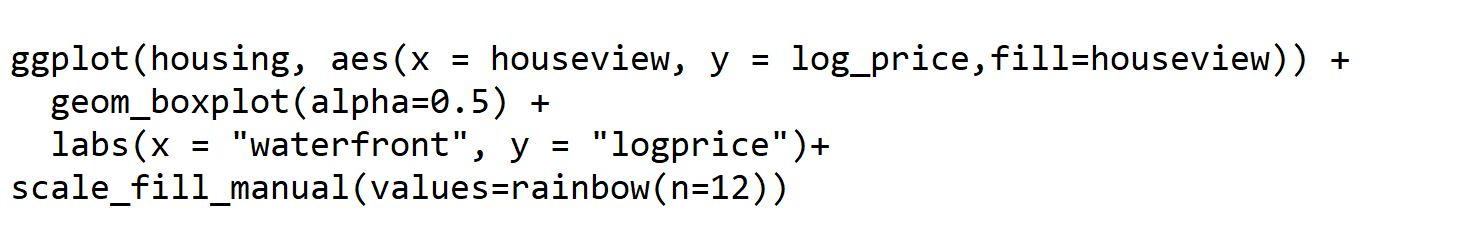 ggplot(housing, aes(x = houseview, y = log_price,fill=houseview)) +
  geom_boxplot(alpha=0.5) +
  labs(x = "waterfront", y = "logprice")+
scale_fill_manual(values=rainbow(n=12))